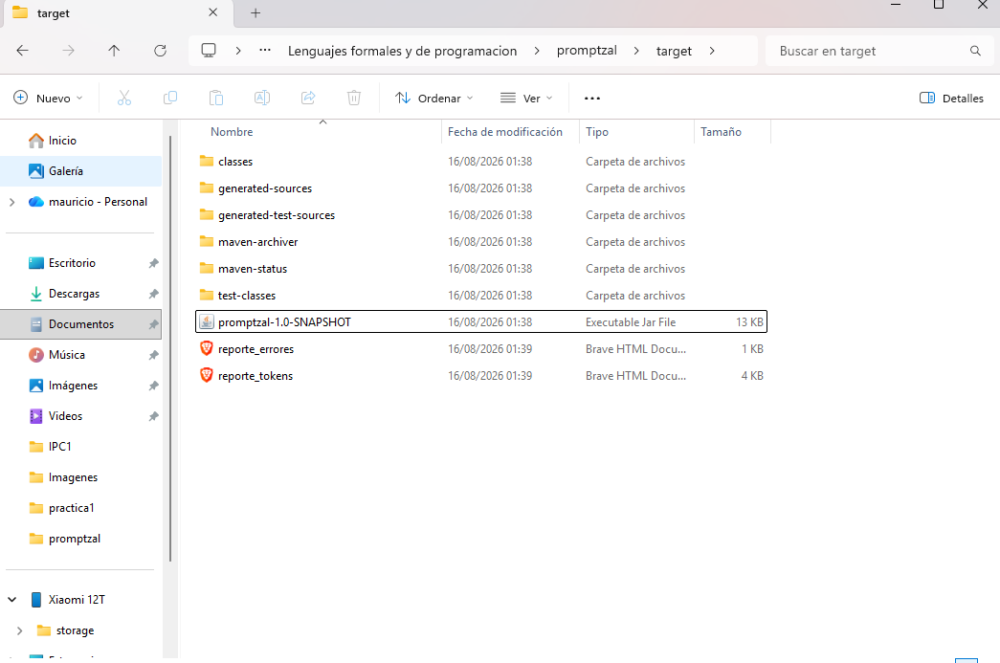 target
Lenguajes formales y de programacion
promptzal
target
Buscar en target
Nuevo
Ordenar
Ver
Detalles
Nombre
Fecha de modificación
Tipo
Tamaño
Inicio
Galería
mauricio - Personal
Escritorio
Descargas
Documentos
Música
Imágenes
Videos
IPC1
Imagenes
practica1
promptzal
Xiaomi 12T
storage
classes 16/08/2026 01:38 Carpeta de archivos
generated-sources 16/08/2026 01:38 Carpeta de archivos
generated-test-sources 16/08/2026 01:38 Carpeta de archivos
maven-archiver 16/08/2026 01:38 Carpeta de archivos
maven-status 16/08/2026 01:38 Carpeta de archivos
test-classes 16/08/2026 01:38 Carpeta de archivos
promptzal-1.0-SNAPSHOT 16/08/2026 01:38 Executable Jar File 13 KB
reporte_errores 16/08/2026 01:39 Brave HTML Docu... 1 KB
reporte_tokens 16/08/2026 01:39 Brave HTML Docu... 4 KB